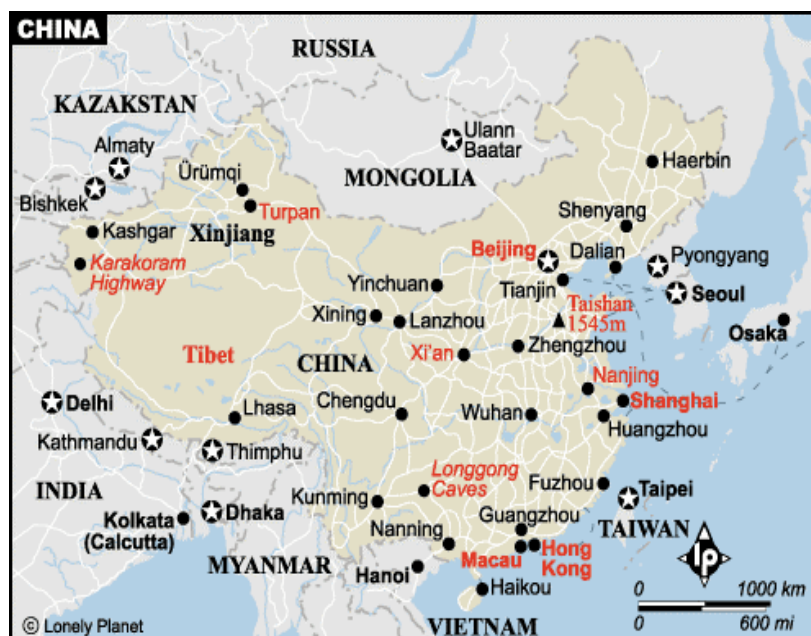 CHINA
RUSSIA
KAZAKSTAN
Almaty
Ulann
Baatar
Haerbin
Ürümqi
MONGOLIA
Bishkek
Turpan
Shenyang
Kashgar
Xinjiang
Beijing
Dalian
Pyongyang
Karakoram
Highway
Yinchuan
Tianjin
Seoul
Xining
Lanzhou
Taishan
1545m
Osaka
Tibet
CHINA
Xi'an
Zhengzhou
Nanjing
Delhi
Lhasa
Chengdu
Wuhan
Shanghai
Huangzhou
Kathmandu
Thimphu
INDIA
Kunming
Longgong
Caves
Fuzhou
Taipei
Kolkata
(Calcutta)
Dhaka
Nanning
Guangzhou
TAIWAN
MYANMAR
Hanoi
Macau
Hong
Kong
lp
Haikou
0 1000 km
0 600 mi
© Lonely Planet
VIETNAM